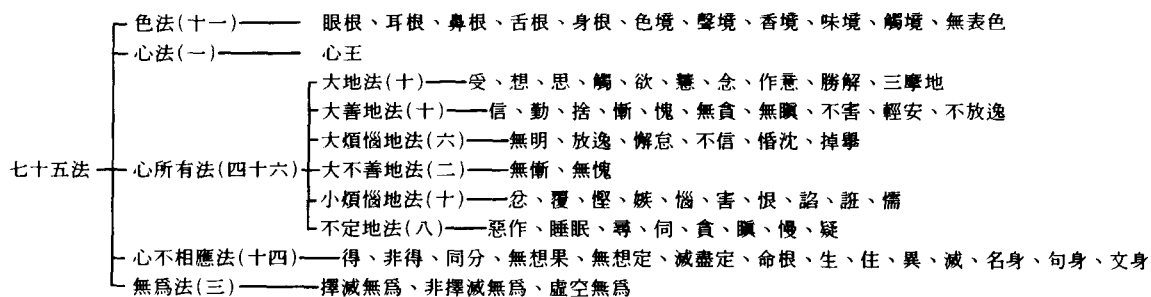 色法(十一) 眼根、耳根、鼻根、舌根、身根、色境、聲境、香境、味境、觸境、無表色
心法(一) 心王
大地法(十) 受、想、思、觸、欲、慧、念、作意、勝解、三摩地
大善地法(十) 信、勤、捨、慚、愧、無貪、無瞋、不害、輕安、不放逸
大煩惱地法(六) 無明、放逸、懈怠、不信、惛沈、掉舉
七十五法 心所有法(四十六) 大不善地法(二) 無慚、無愧
小煩惱地法(十) 忿、覆、慳、嫉、惱、害、恨、諂、誑、憍
不定地法(八) 惡作、睡眠、尋、伺、貪、瞋、慢、疑
心不相應法(十四) 得、非得、同分、無想果、無想定、滅盡定、命根、生、住、異、滅、名身、句身、文身
無爲法(三) 擇滅無爲、非擇滅無爲、虛空無爲